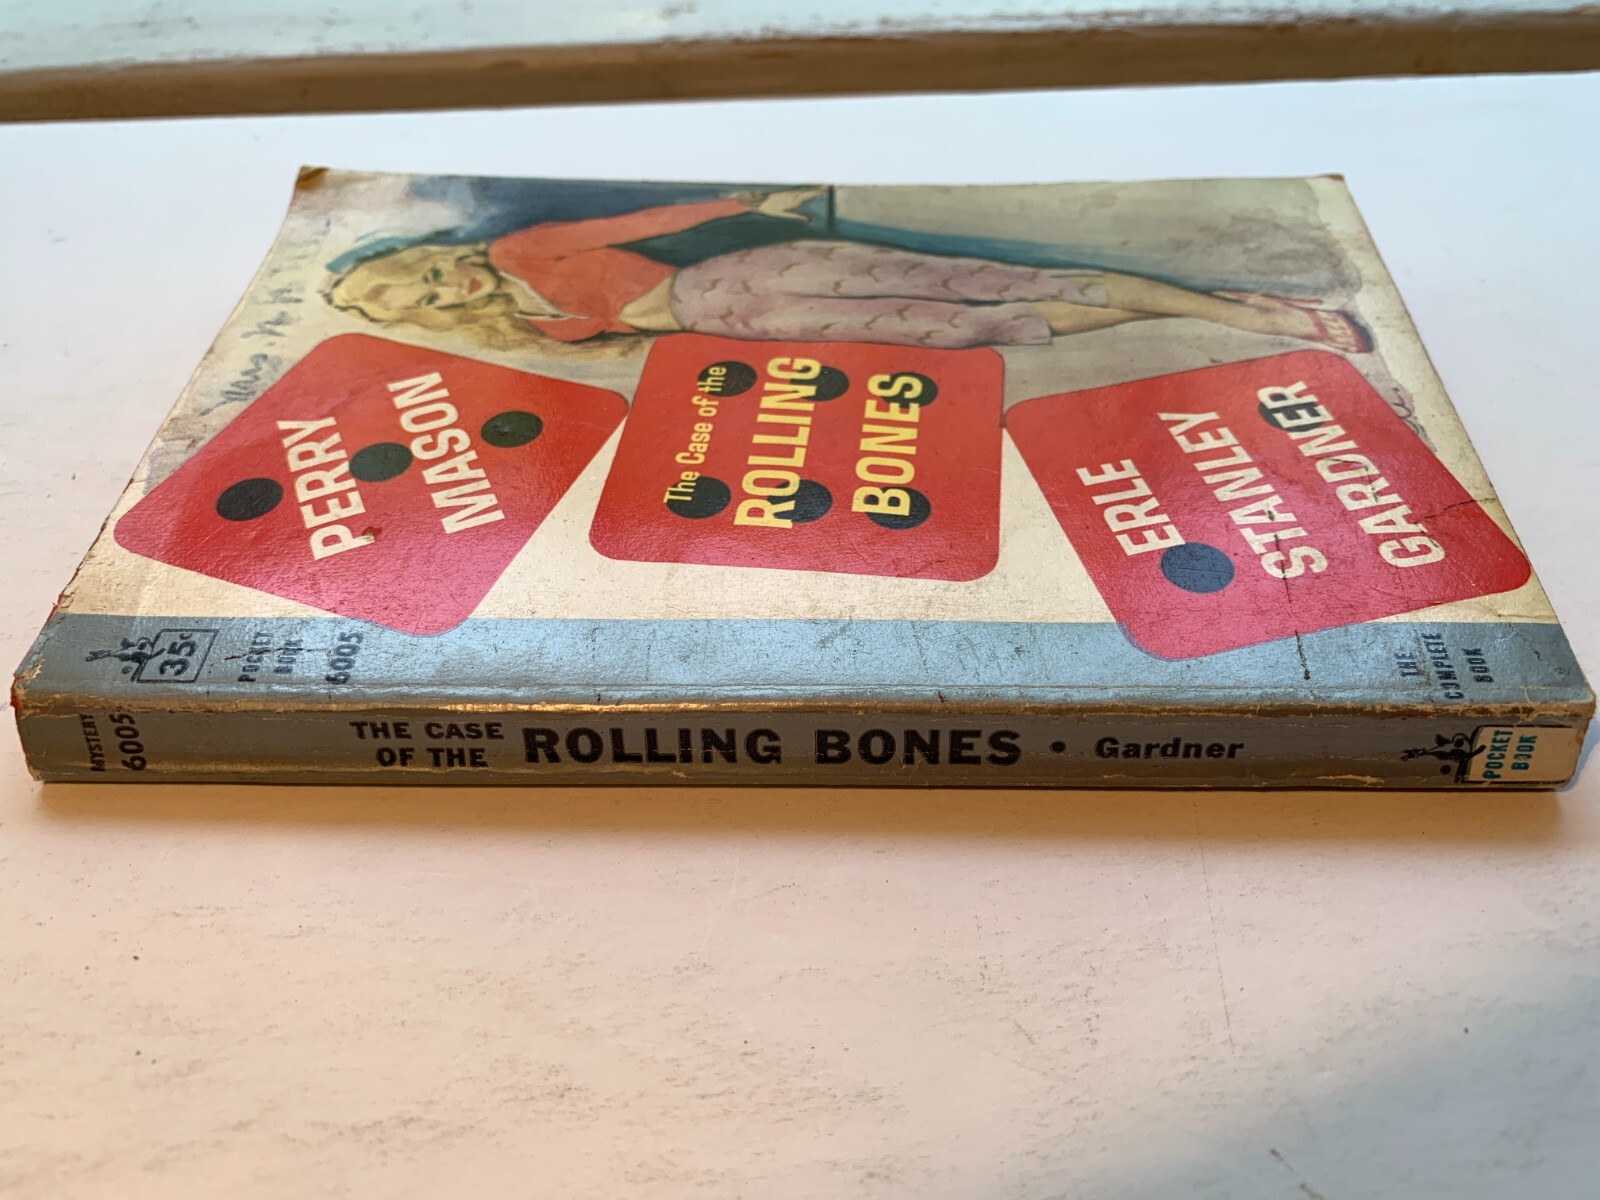 PERRY
MASON
The Case of the
ROLLING
BONES
ERLE
STANLEY
GARDNER
35¢
POCKET
BOOK
6005
THE
COMPLETE
BOOK
MYSTERY
6005
THE CASE
OF THE
ROLLING BONES • Gardner
POCKET
BOOK